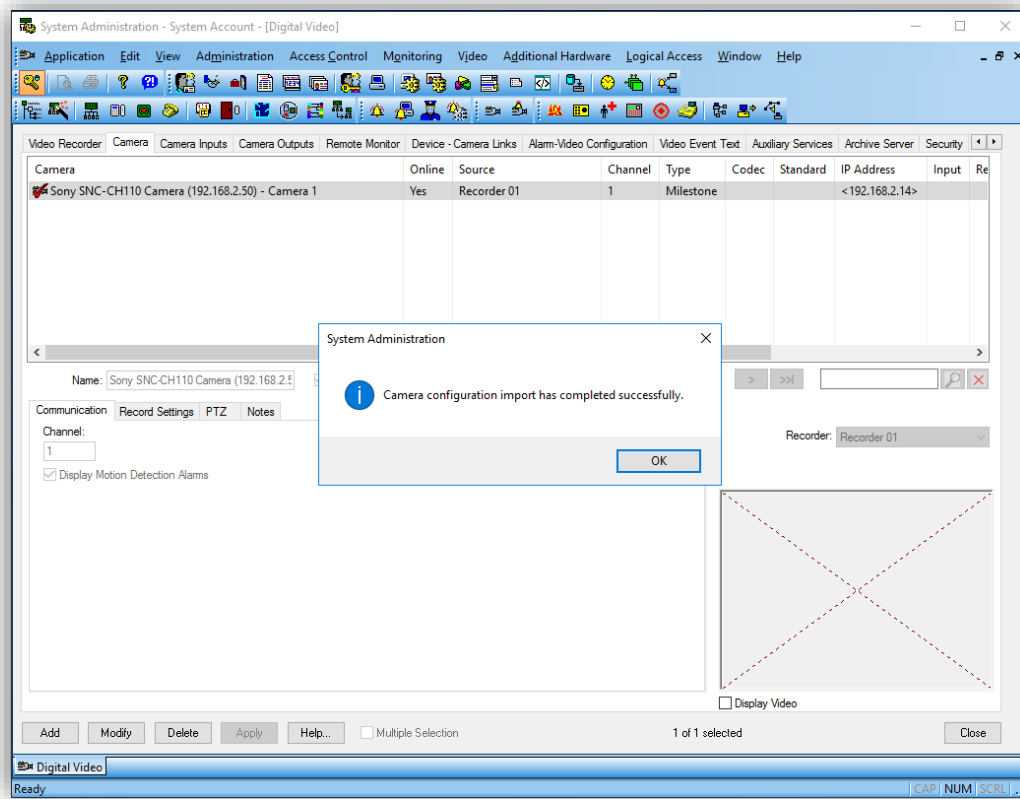 System Administration - System Account - [Digital Video]
Application Edit View Administration Access Control Monitoring Video Additional Hardware Logical Access Window Help
Video Recorder Camera Camera Inputs Camera Outputs Remote Monitor Device - Camera Links Alarm-Video Configuration Video Event Text Auxiliary Services Archive Server Security
Camera Online Source Channel Type Codec Standard IP Address Input Re
Sony SNC-CH110 Camera (192.168.2.50) - Camera 1 Yes Recorder 01 1 Milestone <192.168.2.14>
System Administration
Camera configuration import has completed successfully.
OK
Name: Sony SNC-CH110 Camera (192.168.2.5
Communication Record Settings PTZ Notes
Channel:
1
Display Motion Detection Alarms
Recorder: Recorder 01
Display Video
Add Modify Delete Apply Help... Multiple Selection 1 of 1 selected Close
Digital Video
Ready CAP NUM SCRL